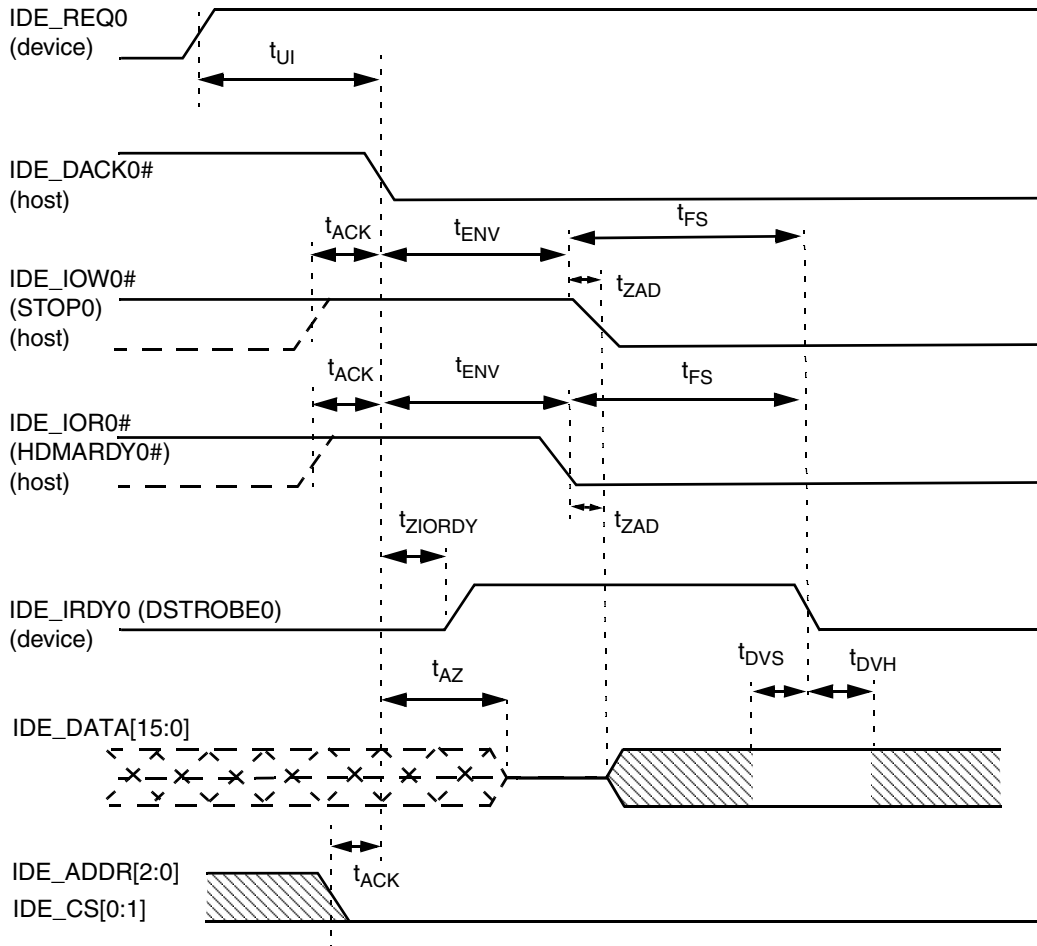 IDE_REQ0
(device)
tUI
IDE_DACK0#
(host)
tACK
tENV
tFS
IDE_IOW0#
(STOP0)
(host)
tZAD
tACK
tENV
tFS
IDE_IOR0#
(HDMARDY0#)
(host)
tZIORDY
tZAD
IDE_IRDY0 (DSTROBE0)
(device)
tDVS
tDVH
tAZ
IDE_DATA[15:0]
IDE_ADDR[2:0]
tACK
IDE_CS[0:1]